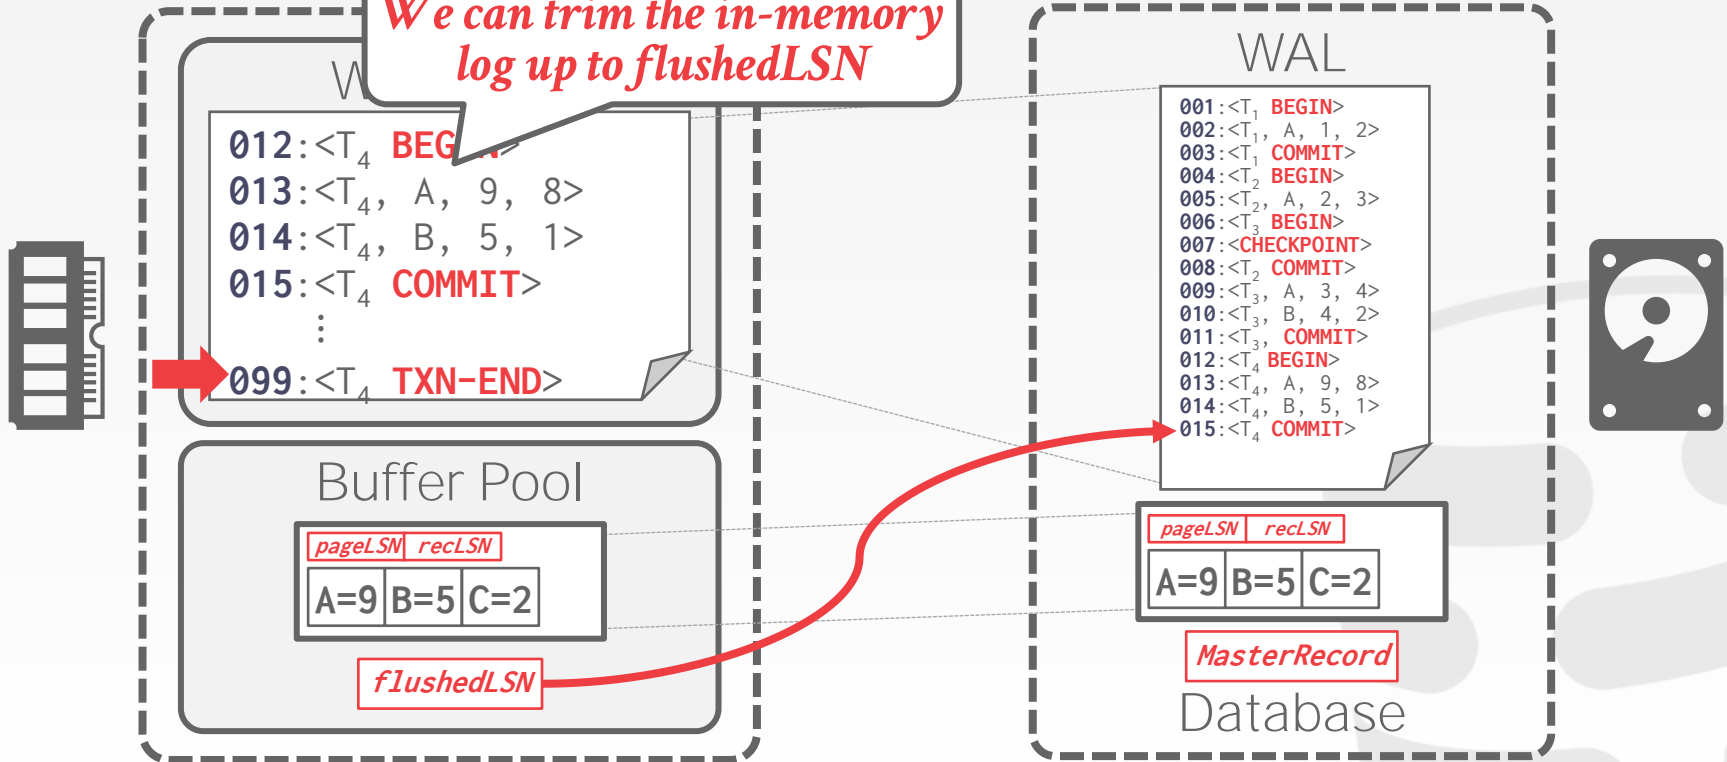 We can trim the in-memory
log up to flushedLSN
W
012:<T4 BEGIN>
013:<T4, A, 9, 8>
014:<T4, B, 5, 1>
015:<T4 COMMIT>
⋮
099:<T4 TXN-END>
Buffer Pool
pageLSN recLSN
A=9 B=5 C=2
flushedLSN
WAL
001:<T1 BEGIN>
002:<T1, A, 1, 2>
003:<T1 COMMIT>
004:<T2 BEGIN>
005:<T2, A, 2, 3>
006:<T3 BEGIN>
007:<CHECKPOINT>
008:<T2 COMMIT>
009:<T3, A, 3, 4>
010:<T3, B, 4, 2>
011:<T3, COMMIT>
012:<T4 BEGIN>
013:<T4, A, 9, 8>
014:<T4, B, 5, 1>
015:<T4 COMMIT>
pageLSN recLSN
A=9 B=5 C=2
MasterRecord
Database